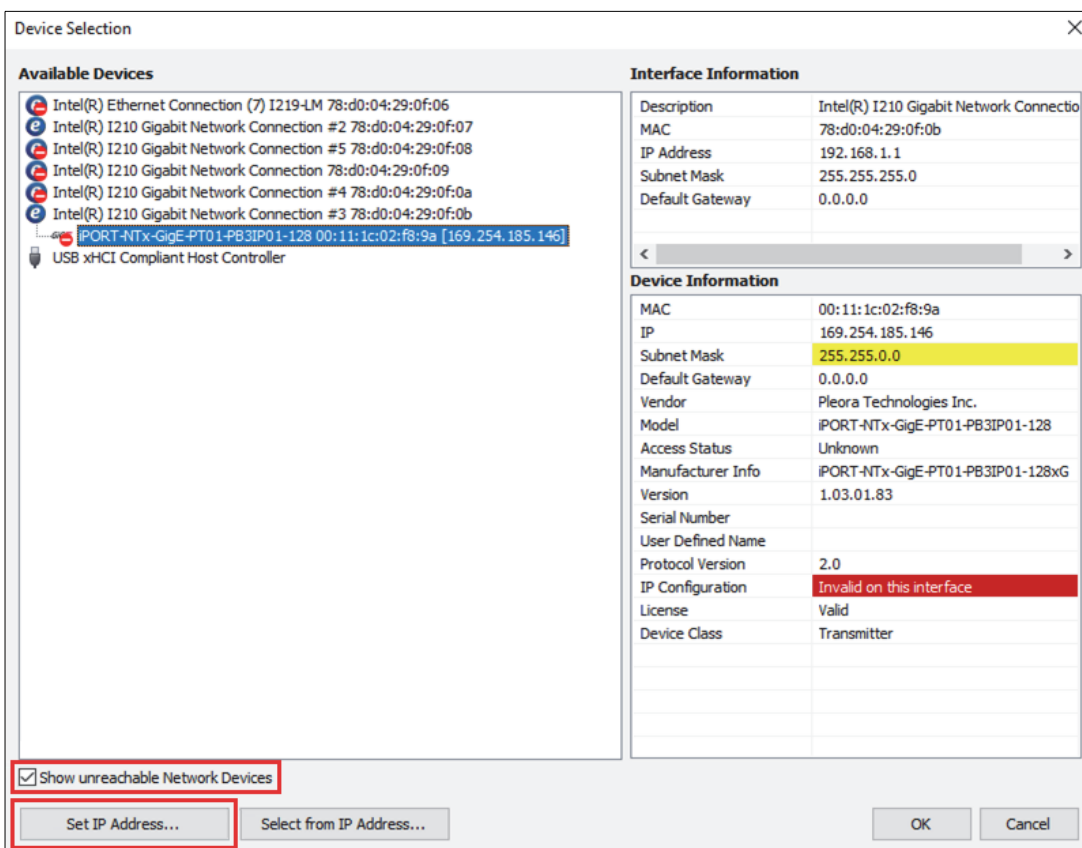 Device Selection
Available Devices
Intel(R) Ethernet Connection (7) I219-LM 78:d0:04:29:0f:06
Intel(R) I210 Gigabit Network Connection #2 78:d0:04:29:0f:07
Intel(R) I210 Gigabit Network Connection #5 78:d0:04:29:0f:08
Intel(R) I210 Gigabit Network Connection 78:d0:04:29:0f:09
Intel(R) I210 Gigabit Network Connection #4 78:d0:04:29:0f:0a
Intel(R) I210 Gigabit Network Connection #3 78:d0:04:29:0f:0b
iPORT-NTx-GigE-PT01-PB3IP01-128 00:11:1c:02:f8:9a [169.254.185.146]
USB xHCI Compliant Host Controller
Interface Information
Description Intel(R) I210 Gigabit Network Connectio
MAC 78:d0:04:29:0f:0b
IP Address 192.168.1.1
Subnet Mask 255.255.255.0
Default Gateway 0.0.0.0
Device Information
MAC 00:11:1c:02:f8:9a
IP 169.254.185.146
Subnet Mask 255.255.0.0
Default Gateway 0.0.0.0
Vendor Pleora Technologies Inc.
Model iPORT-NTx-GigE-PT01-PB3IP01-128
Access Status Unknown
Manufacturer Info iPORT-NTx-GigE-PT01-PB3IP01-128xG
Version 1.03.01.83
Serial Number
User Defined Name
Protocol Version 2.0
IP Configuration Invalid on this interface
License Valid
Device Class Transmitter
Show unreachable Network Devices
Set IP Address... Select from IP Address... OK Cancel